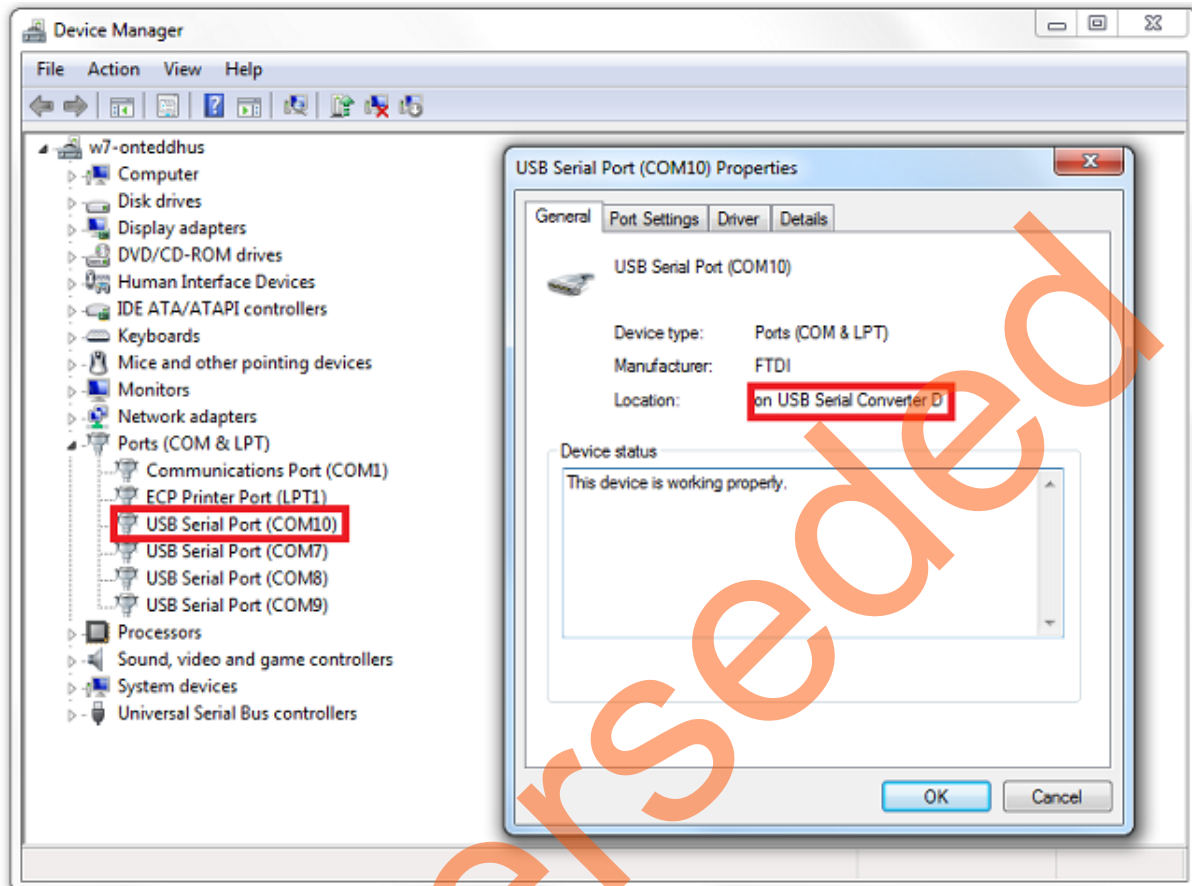 Device Manager
File Action View Help
w7-onteddhus
Computer
Disk drives
Display adapters
DVD/CD-ROM drives
Human Interface Devices
IDE ATA/ATAPI controllers
Keyboards
Mice and other pointing devices
Monitors
Network adapters
Ports (COM & LPT)
Communications Port (COM1)
ECP Printer Port (LPT1)
USB Serial Port (COM10)
USB Serial Port (COM7)
USB Serial Port (COM8)
USB Serial Port (COM9)
Processors
Sound, video and game controllers
System devices
Universal Serial Bus controllers
USB Serial Port (COM10) Properties
General Port Settings Driver Details
USB Serial Port (COM10)
Device type: Ports (COM & LPT)
Manufacturer: FTDI
Location: on USB Serial Converter D
Device status
This device is working properly.
OK Cancel
erseded